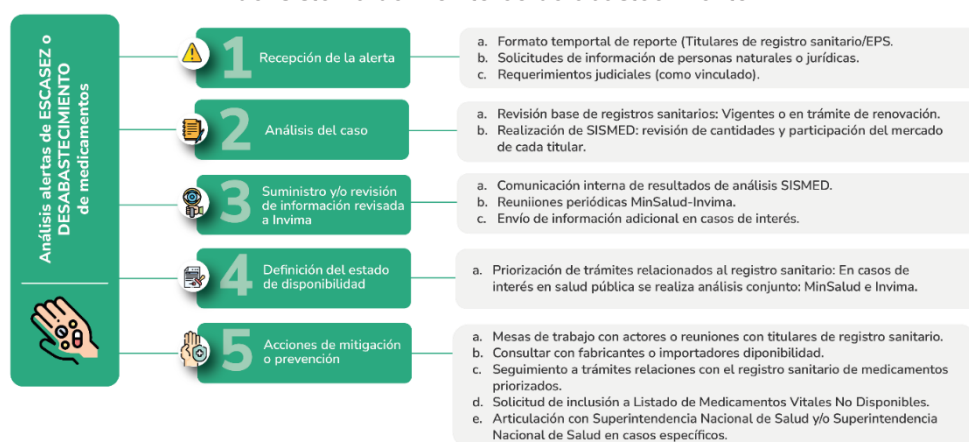 Análisis alertas de ESCASEZ o
DESABASTECIMIENTO
de medicamentos
1
Recepción de la alerta
a. Formato temportal de reporte (Titulares de registro sanitario/EPS.
b. Solicitudes de información de personas naturales o jurídicas.
c. Requerimientos judiciales (como vinculado).
2
Análisis del caso
a. Revisión base de registros sanitarios: Vigentes o en trámite de renovación.
b. Realización de SISMED: revisión de cantidades y participación del mercado
de cada titular.
3
Suministro y/o revisión
de información revisada
a Invima
a. Comunicación interna de resultados de análisis SISMED.
b. Reuniiones periódicas MinSalud-Invima.
c. Envío de información adicional en casos de interés.
4
Definición del estado
de disponibilidad
a. Priorización de trámites relacionados al registro sanitario: En casos de
interés en salud pública se realiza análisis conjunto: MinSalud e Invima.
5
Acciones de mitigación
o prevención
a. Mesas de trabajo con actores o reuniones con titulares de registro sanitario.
b. Consultar con fabricantes o importadores diponibilidad.
c. Seguimiento a trámites relaciones con el registro sanitario de medicamentos
priorizados.
d. Solicitud de inclusión a Listado de Medicamentos Vitales No Disponibles.
e. Articulación con Superintendencia Nacional de Salud y/o Superintendencia
Nacional de Salud en casos específicos.